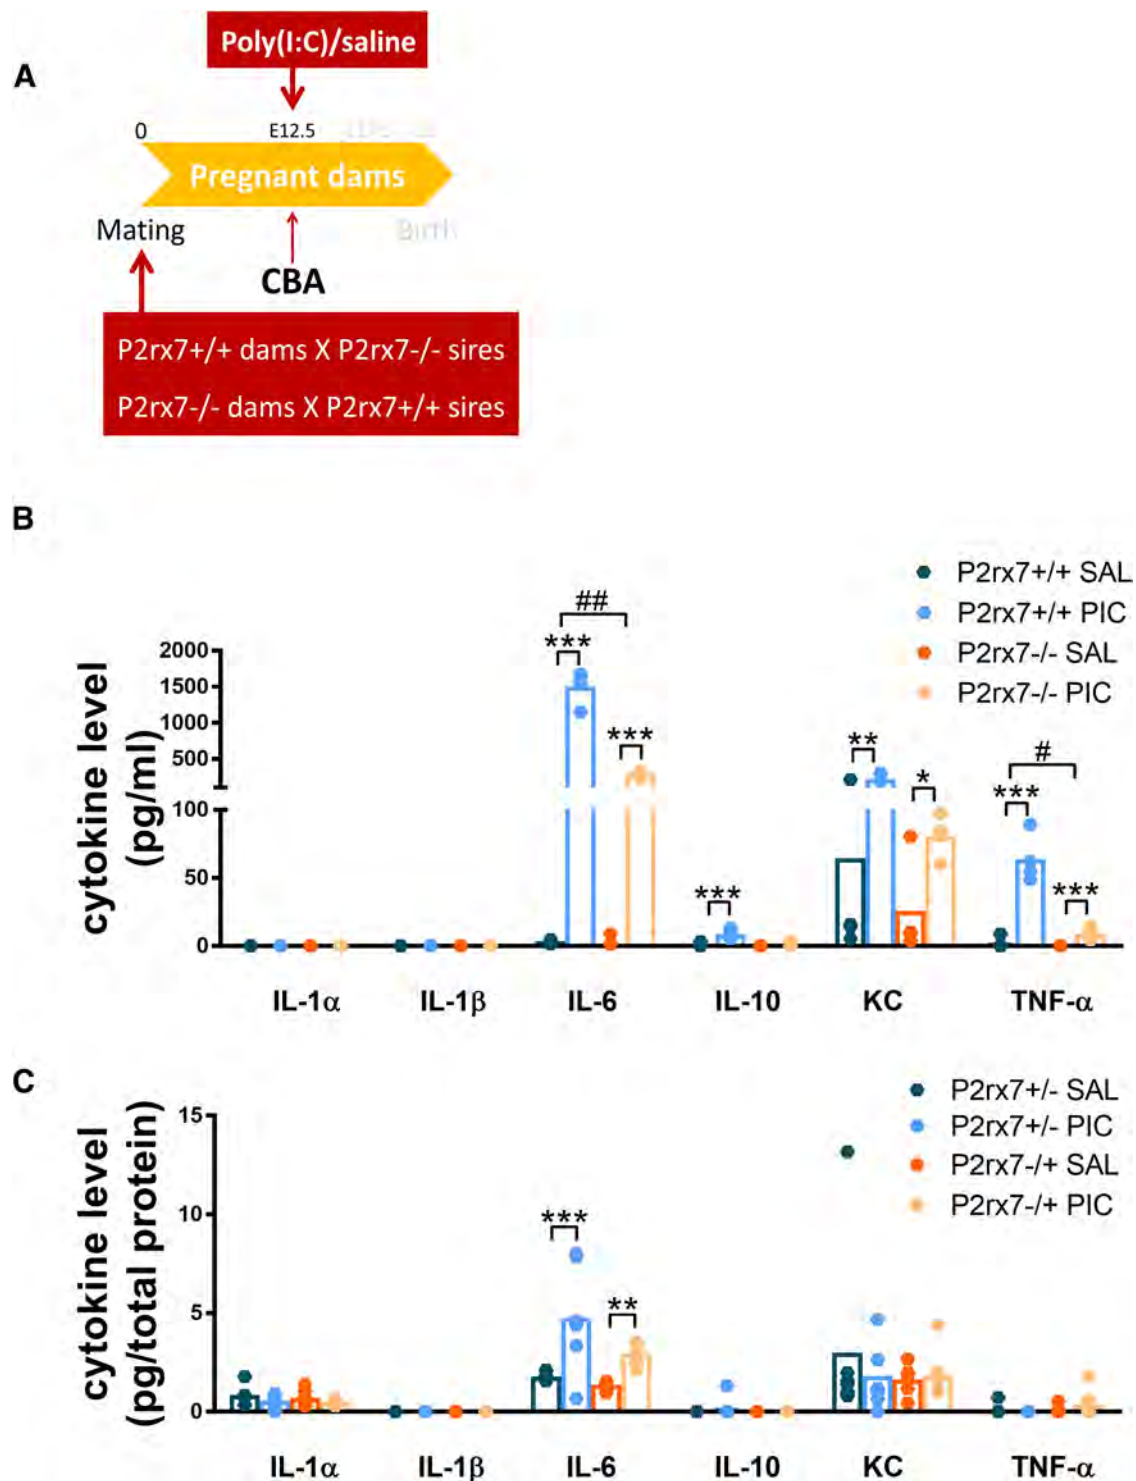 A
Poly(I:C)/saline
0
E12.5
Pregnant dams
Mating
Birth
CBA
P2rx7+/+ dams X P2rx7-/- sires
P2rx7-/- dams X P2rx7+/+ sires
B
P2rx7+/+ SAL
P2rx7+/+ PIC
P2rx7-/- SAL
P2rx7-/- PIC
cytokine level
(pg/ml)
2000
1500
1000
500
100
50
0
##
***
***
***
**
*
#
***
***
IL-1α IL-1β IL-6 IL-10 KC TNF-α
C
P2rx7+/- SAL
P2rx7+/- PIC
P2rx7-/+ SAL
P2rx7-/+ PIC
cytokine level
(pg/total protein)
15
10
5
0
***
**
IL-1α IL-1β IL-6 IL-10 KC TNF-α